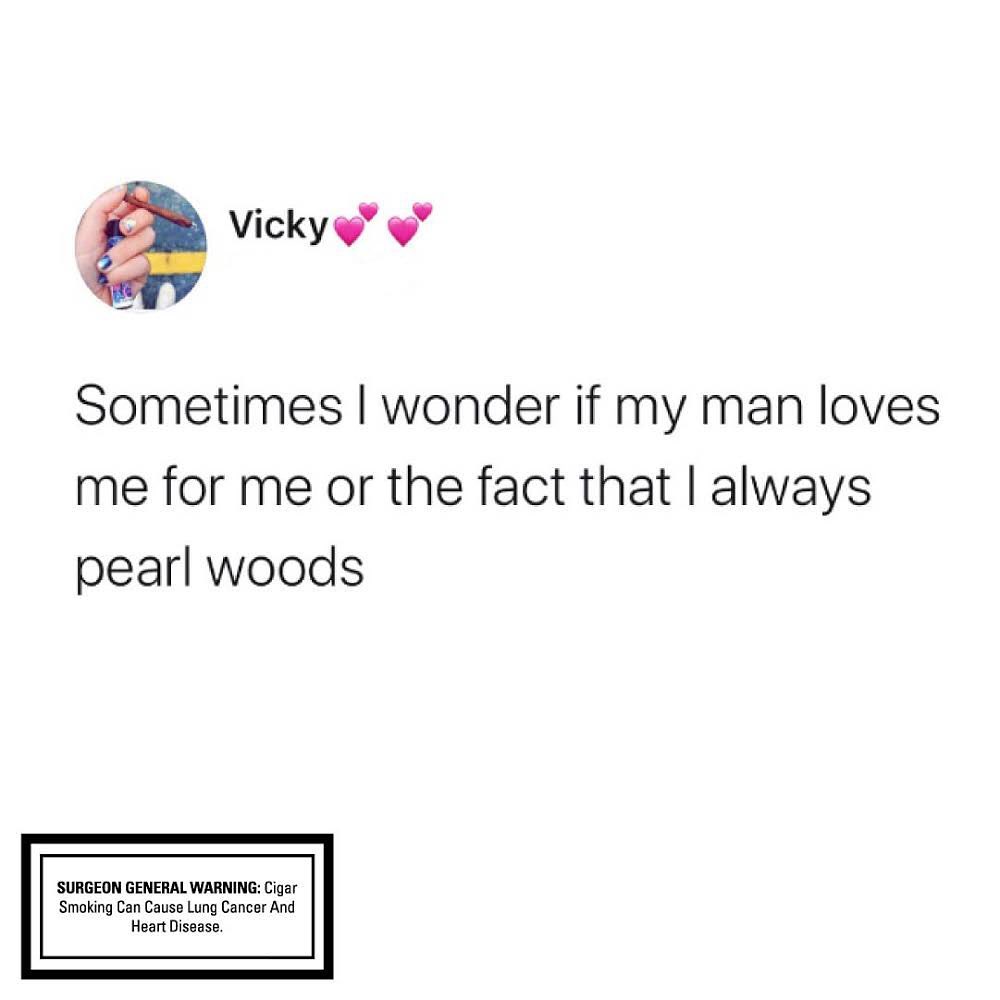 Vicky💕 💕
Sometimes I wonder if my man loves
me for me or the fact that I always
pearl woods
SURGEON GENERAL WARNING: Cigar
Smoking Can Cause Lung Cancer And
Heart Disease.